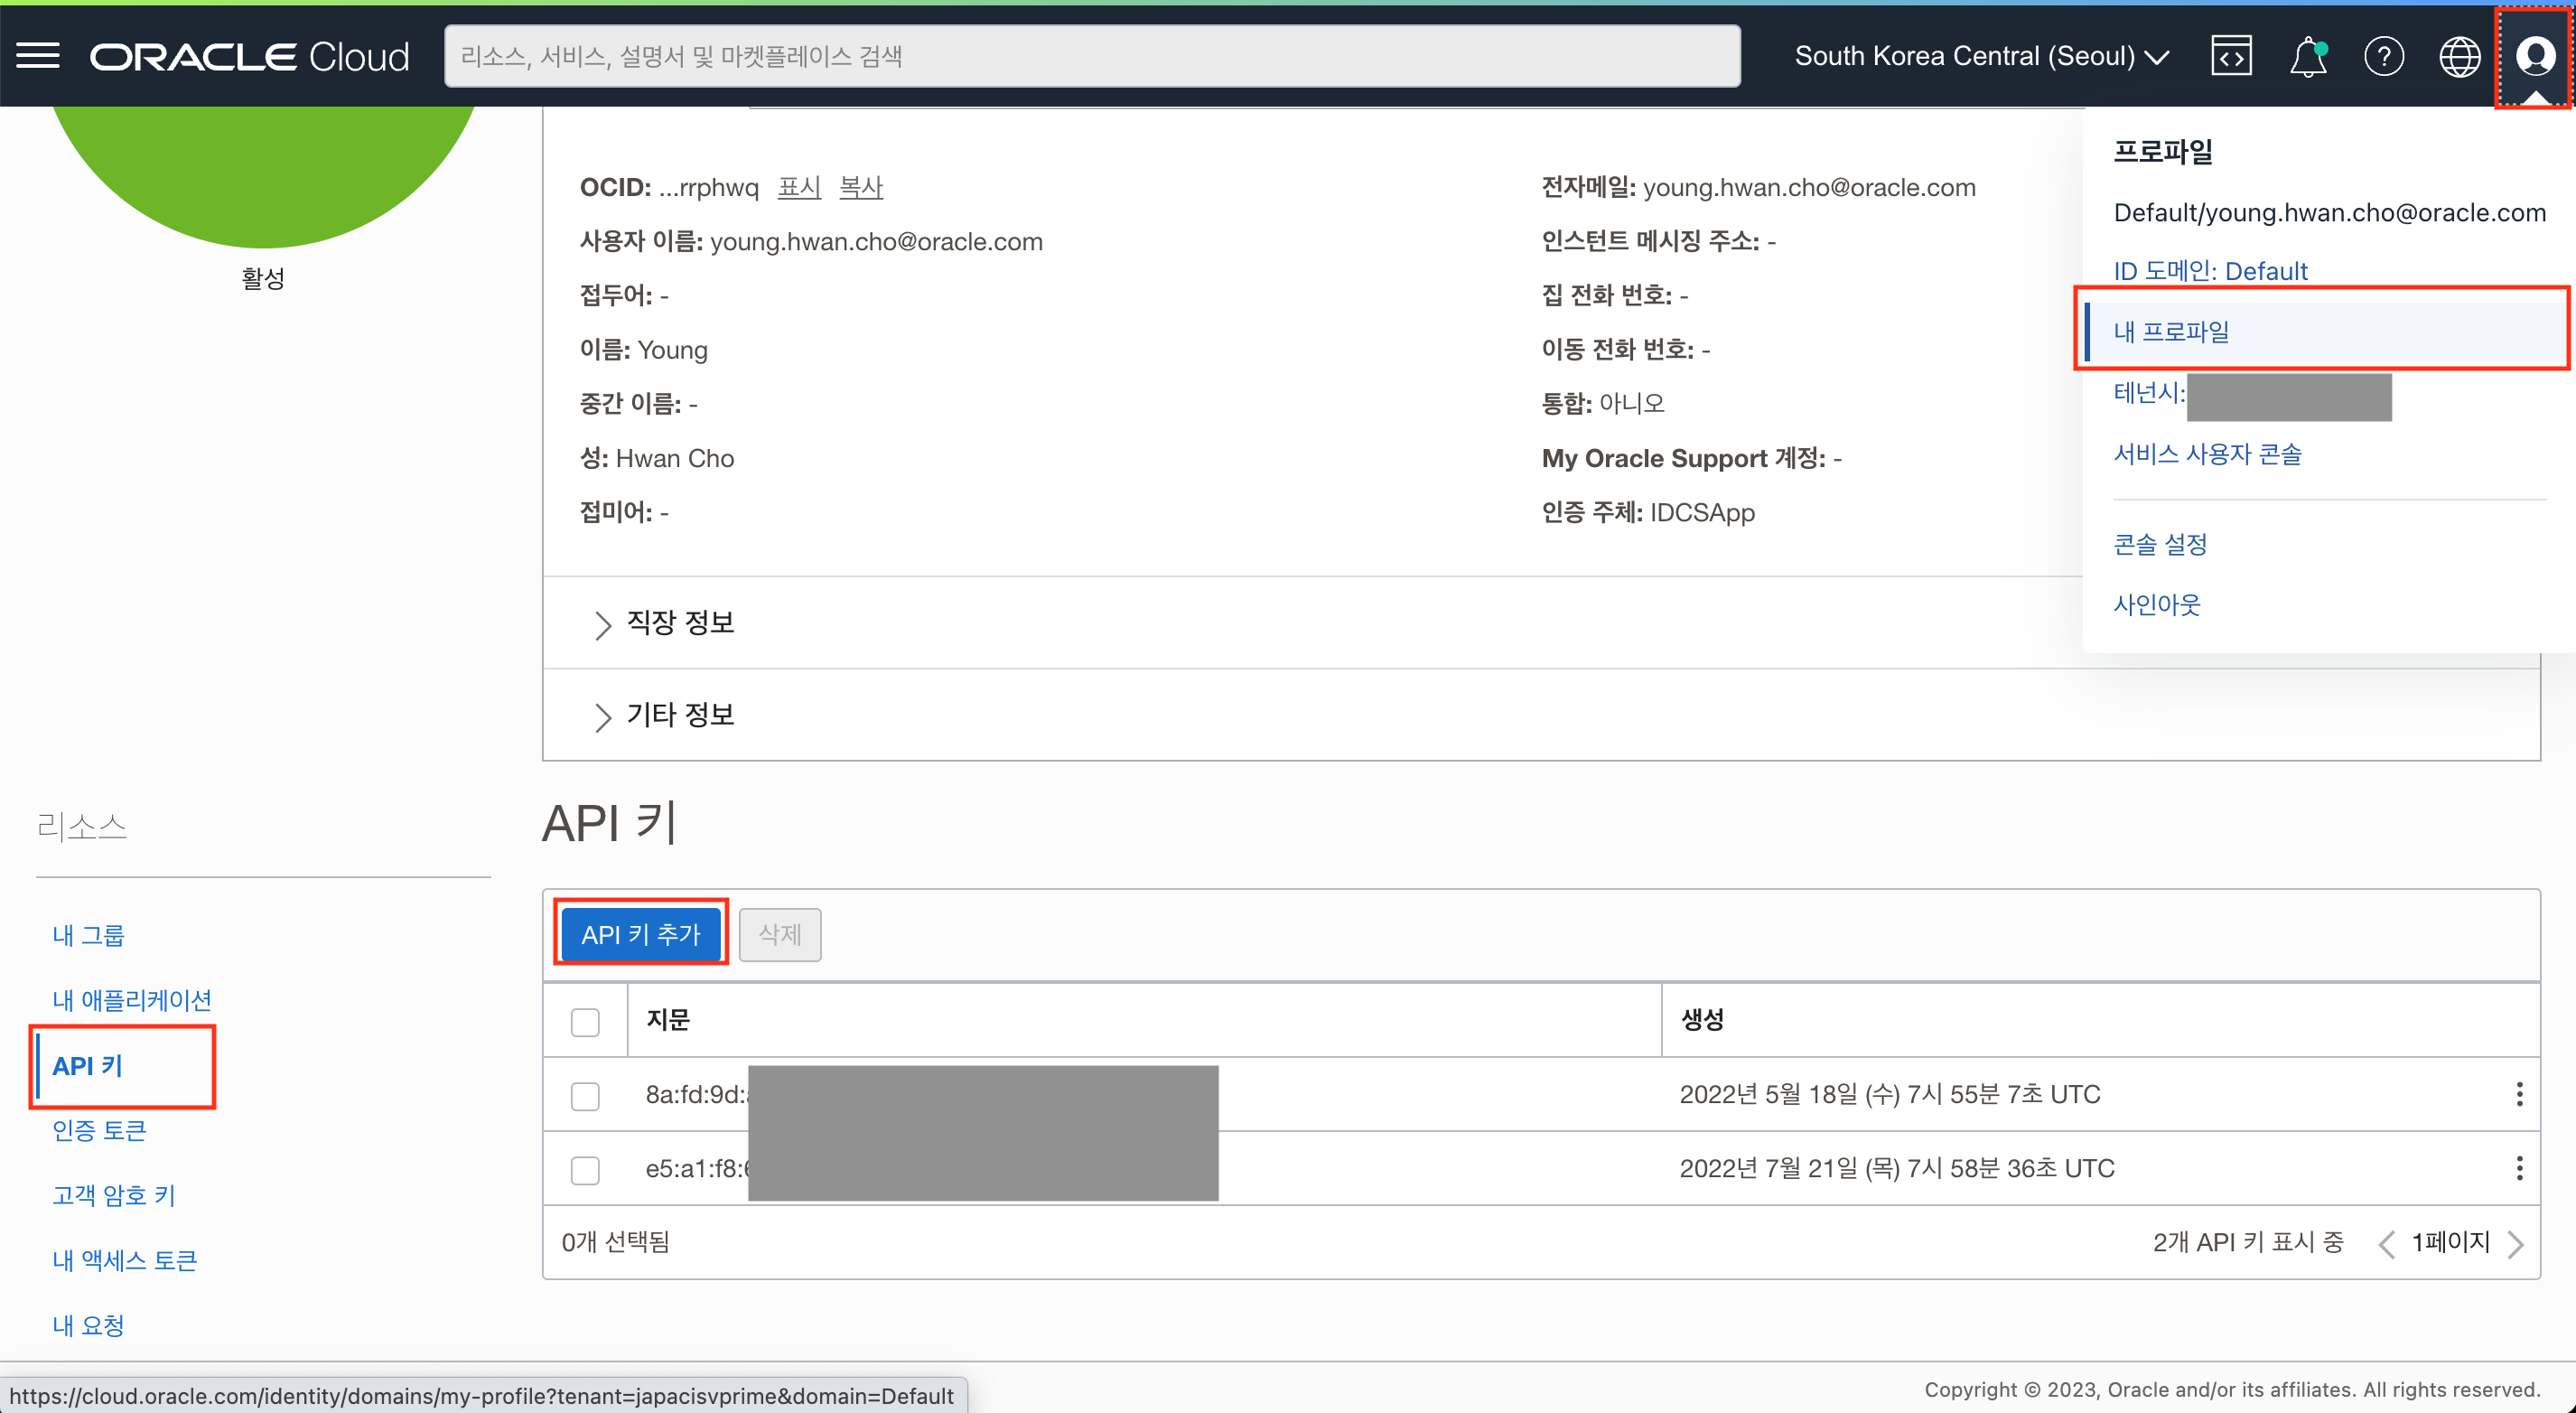 ORACLE Cloud
리소스, 서비스, 설명서 및 마켓플레이스 검색
South Korea Central (Seoul)
프로파일
Default/young.hwan.cho@oracle.com
ID 도메인: Default
내 프로파일
테넌시:
서비스 사용자 콘솔
콘솔 설정
사인아웃
활성
OCID: ...rrphwq 표시 복사
사용자 이름: young.hwan.cho@oracle.com
접두어: -
이름: Young
중간 이름: -
성: Hwan Cho
접미어: -
전자메일: young.hwan.cho@oracle.com
인스턴트 메시징 주소: -
집 전화 번호: -
이동 전화 번호: -
통합: 아니오
My Oracle Support 계정: -
인증 주체: IDCSApp
직장 정보
기타 정보
리소스
내 그룹
내 애플리케이션
API 키
인증 토큰
고객 암호 키
내 액세스 토큰
내 요청
API 키
API 키 추가 삭제
지문 생성
8a:fd:9d: 2022년 5월 18일 (수) 7시 55분 7초 UTC
e5:a1:f8: 2022년 7월 21일 (목) 7시 58분 36초 UTC
0개 선택됨 2개 API 키 표시 중 1페이지
https://cloud.oracle.com/identity/domains/my-profile?tenant=japacisvprime&domain=Default
Copyright © 2023, Oracle and/or its affiliates. All rights reserved.